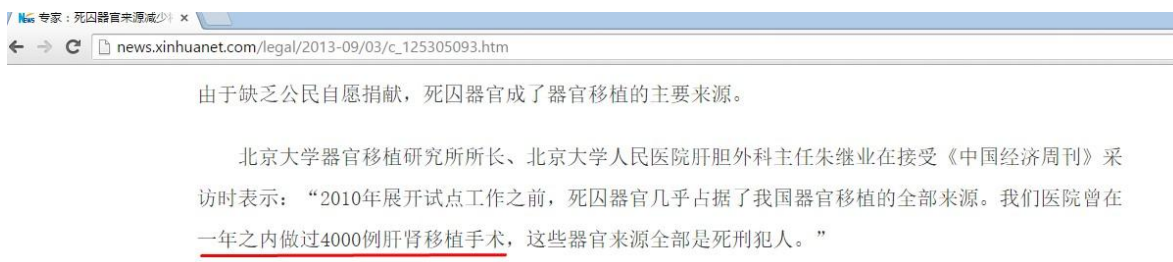 专家：死囚器官来源减少
news.xinhuanet.com/legal/2013-09/03/c_125305093.htm
由于缺乏公民自愿捐献，死囚器官成了器官移植的主要来源。
北京大学器官移植研究所所长、北京大学人民医院肝胆外科主任朱继业在接受《中国经济周刊》采
访时表示：“2010年展开试点工作之前，死囚器官几乎占据了我国器官移植的全部来源。我们医院曾在
一年之内做过4000例肝肾移植手术，这些器官来源全部是死刑犯人。”